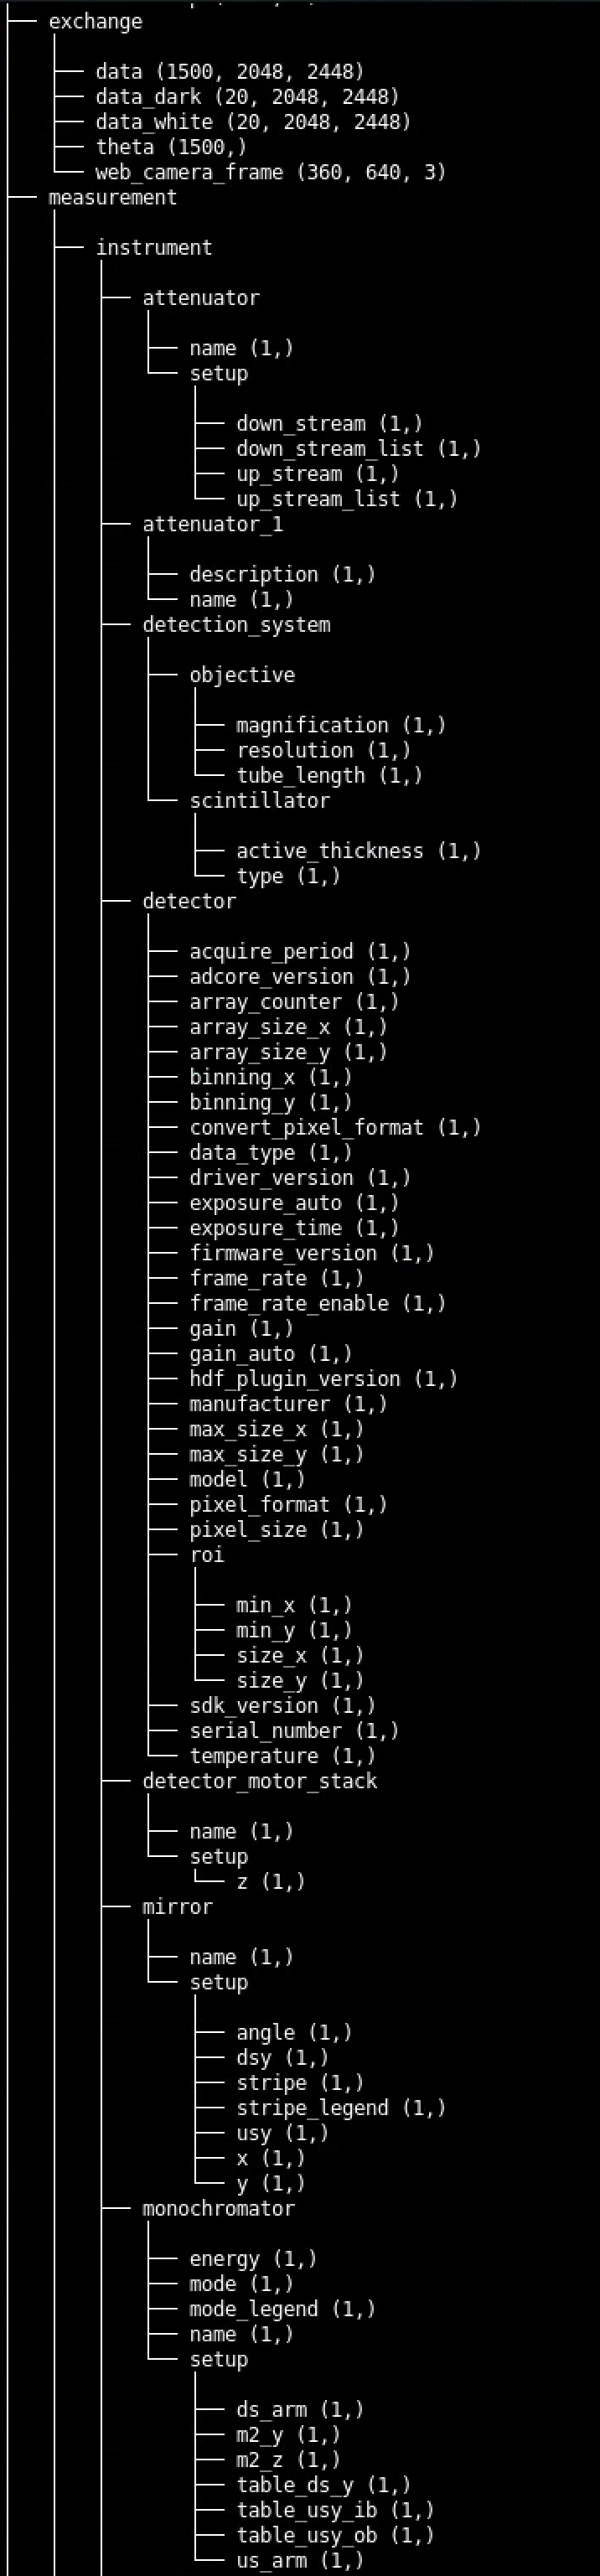 exchange
data (1500, 2048, 2448)
data_dark (20, 2048, 2448)
data_white (20, 2048, 2448)
theta (1500,)
web_camera_frame (360, 640, 3)
measurement
instrument
attenuator
name (1,)
setup
down_stream (1,)
down_stream_list (1,)
up_stream (1,)
up_stream_list (1,)
attenuator_1
description (1,)
name (1,)
detection_system
objective
magnification (1,)
resolution (1,)
tube_length (1,)
scintillator
active_thickness (1,)
type (1,)
detector
acquire_period (1,)
adcore_version (1,)
array_counter (1,)
array_size_x (1,)
array_size_y (1,)
binning_x (1,)
binning_y (1,)
convert_pixel_format (1,)
data_type (1,)
driver_version (1,)
exposure_auto (1,)
exposure_time (1,)
firmware_version (1,)
frame_rate (1,)
frame_rate_enable (1,)
gain (1,)
gain_auto (1,)
hdf_plugin_version (1,)
manufacturer (1,)
max_size_x (1,)
max_size_y (1,)
model (1,)
pixel_format (1,)
pixel_size (1,)
roi
min_x (1,)
min_y (1,)
size_x (1,)
size_y (1,)
sdk_version (1,)
serial_number (1,)
temperature (1,)
detector_motor_stack
name (1,)
setup
z (1,)
mirror
name (1,)
setup
angle (1,)
dsy (1,)
stripe (1,)
stripe_legend (1,)
usy (1,)
x (1,)
y (1,)
monochromator
energy (1,)
mode (1,)
mode_legend (1,)
name (1,)
setup
ds_arm (1,)
m2_y (1,)
m2_z (1,)
table_ds_y (1,)
table_usy_ib (1,)
table_usy_ob (1,)
us_arm (1,)